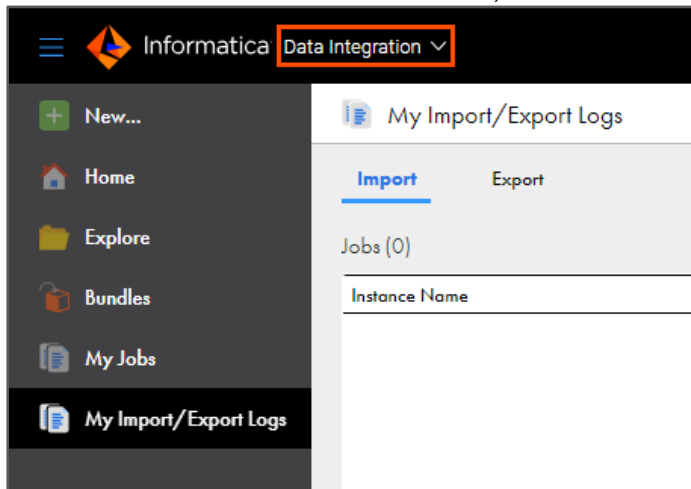 Informatica Data Integration
New...
My Import/Export Logs
Home
Import Export
Explore
Jobs (0)
Bundles
Instance Name
My Jobs
My Import/Export Logs